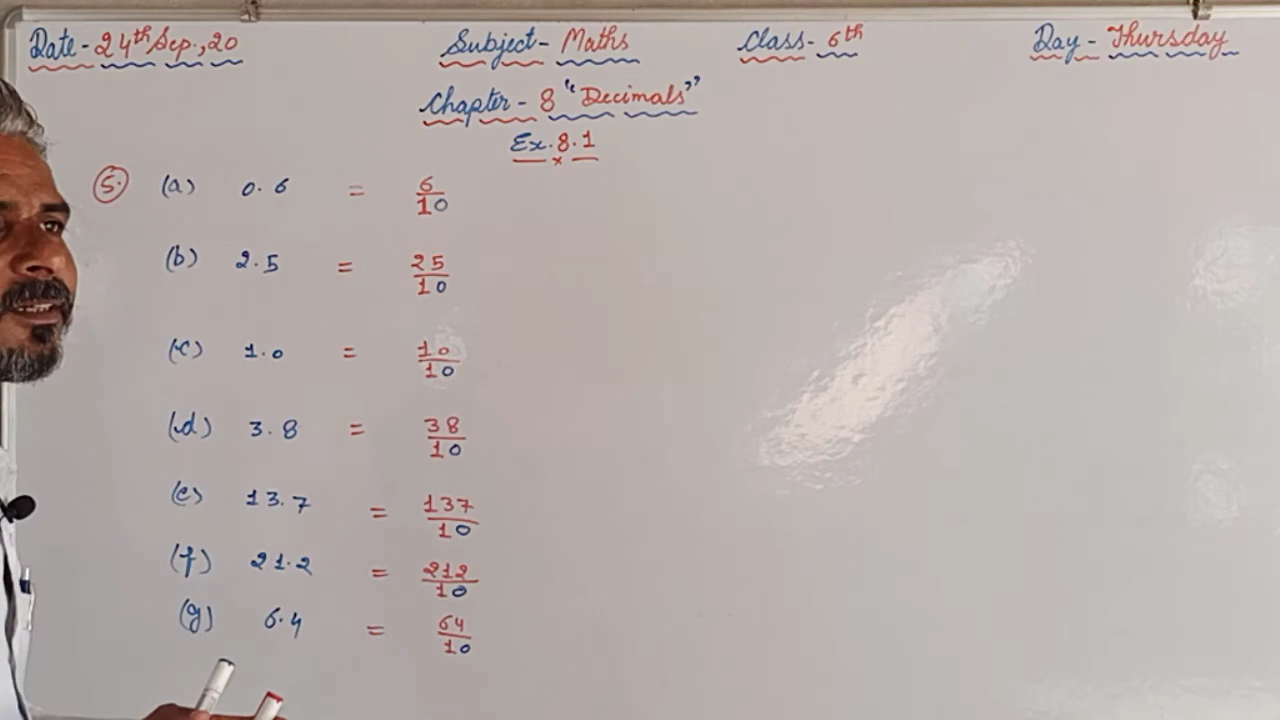 Date - 24th Sep., 20 Subject - Maths Class - 6th Day - Thursday
Chapter - 8 "Decimals"
Ex. 8.1
5. (a) 0.6 = 6/10
(b) 2.5 = 25/10
(c) 1.0 = 10/10
(d) 3.8 = 38/10
(e) 13.7 = 137/10
(f) 21.2 = 212/10
(g) 6.4 = 64/10